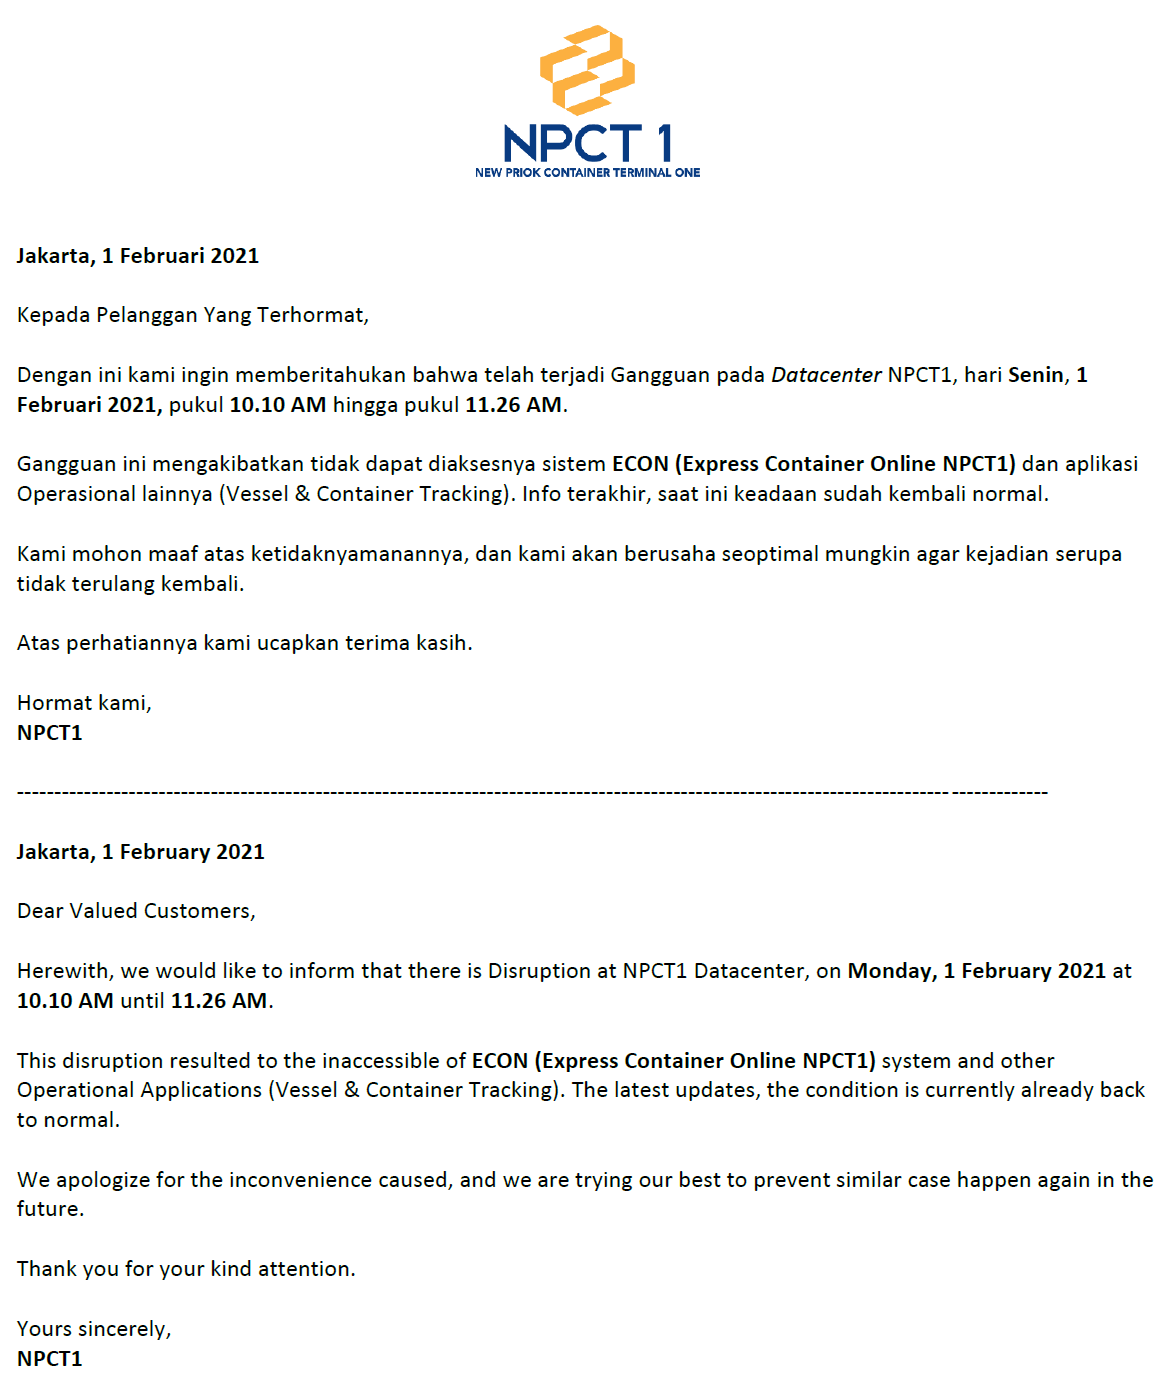 NPCT 1
NEW PRIOK CONTAINER TERMINAL ONE
Jakarta, 1 Februari 2021
Kepada Pelanggan Yang Terhormat,
Dengan ini kami ingin memberitahukan bahwa telah terjadi Gangguan pada Datacenter NPCT1, hari Senin, 1
Februari 2021, pukul 10.10 AM hingga pukul 11.26 AM.
Gangguan ini mengakibatkan tidak dapat diaksesnya sistem ECON (Express Container Online NPCT1) dan aplikasi
Operasional lainnya (Vessel & Container Tracking). Info terakhir, saat ini keadaan sudah kembali normal.
Kami mohon maaf atas ketidaknyamanannya, dan kami akan berusaha seoptimal mungkin agar kejadian serupa
tidak terulang kembali.
Atas perhatiannya kami ucapkan terima kasih.
Hormat kami,
NPCT1
-------------------------------------------------------------------------------------------------------------------------------------------
Jakarta, 1 February 2021
Dear Valued Customers,
Herewith, we would like to inform that there is Disruption at NPCT1 Datacenter, on Monday, 1 February 2021 at
10.10 AM until 11.26 AM.
This disruption resulted to the inaccessible of ECON (Express Container Online NPCT1) system and other
Operational Applications (Vessel & Container Tracking). The latest updates, the condition is currently already back
to normal.
We apologize for the inconvenience caused, and we are trying our best to prevent similar case happen again in the
future.
Thank you for your kind attention.
Yours sincerely,
NPCT1